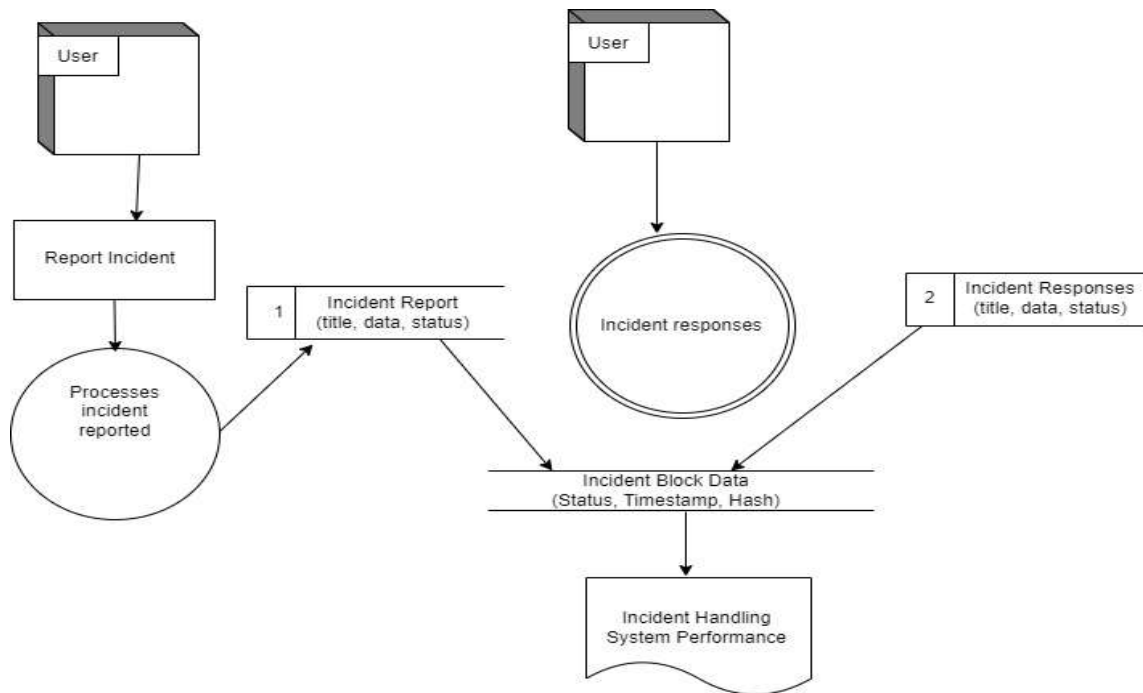 User
User
Report Incident
1
Incident Report
(title, data, status)
Incident responses
2
Incident Responses
(title, data, status)
Processes
incident
reported
Incident Block Data
(Status, Timestamp, Hash)
Incident Handling
System Performance